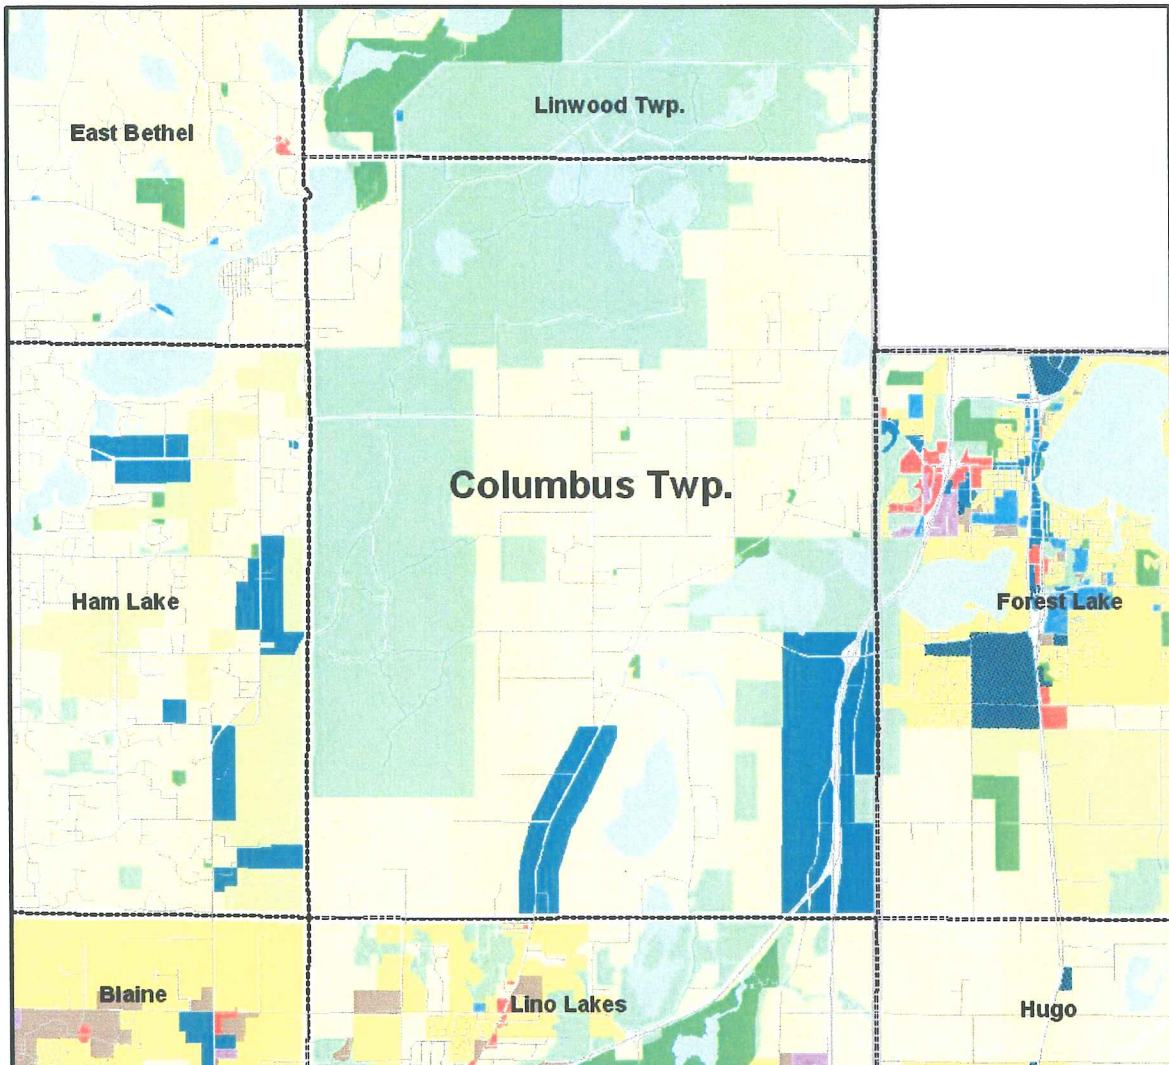 Linwood Twp.
East Bethel
Columbus Twp.
Ham Lake
Forest Lake
Blaine
Lino Lakes
Hugo